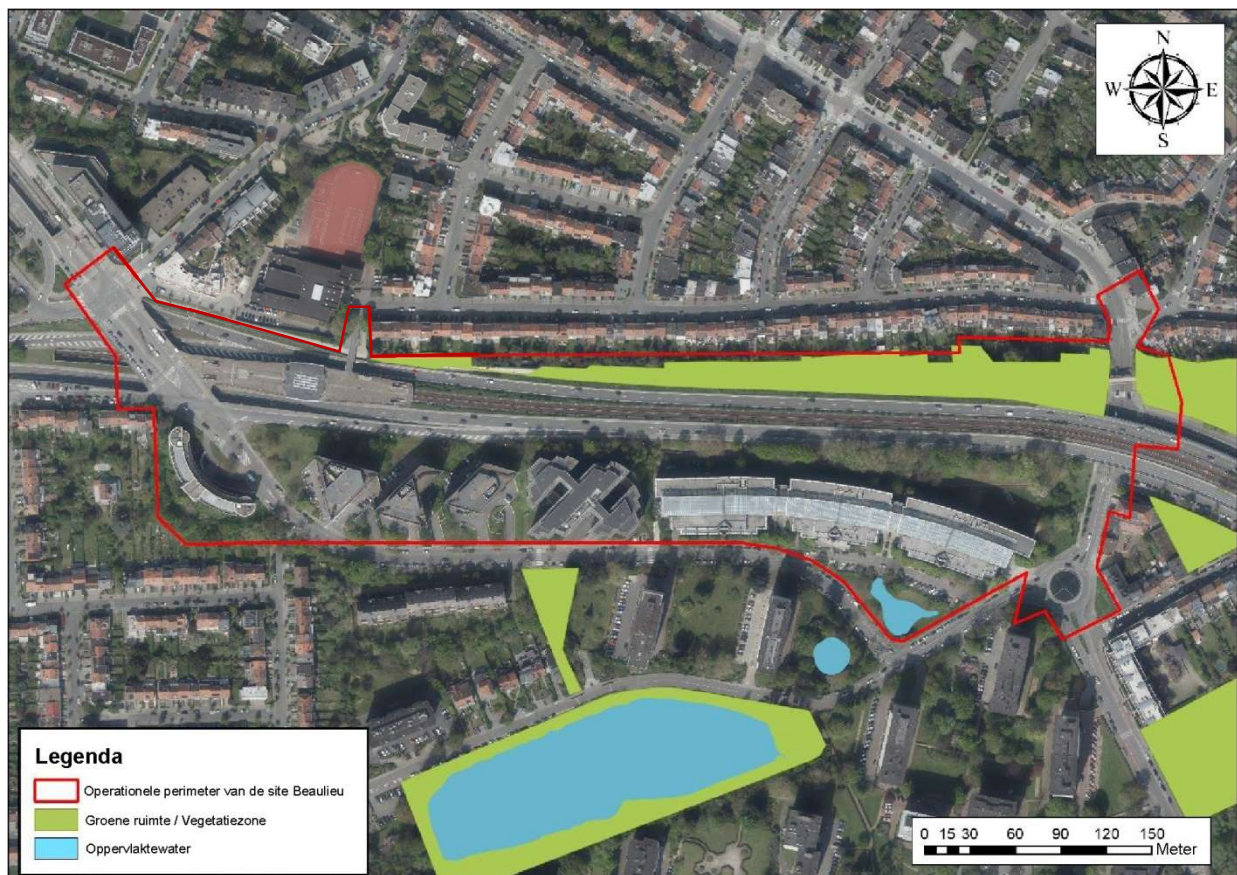 N
W E
S
Legenda
Operationele perimeter van de site Beaulieu
Groene ruimte / Vegetatiezone
Oppervlaktewater
0 15 30 60 90 120 150
Meter